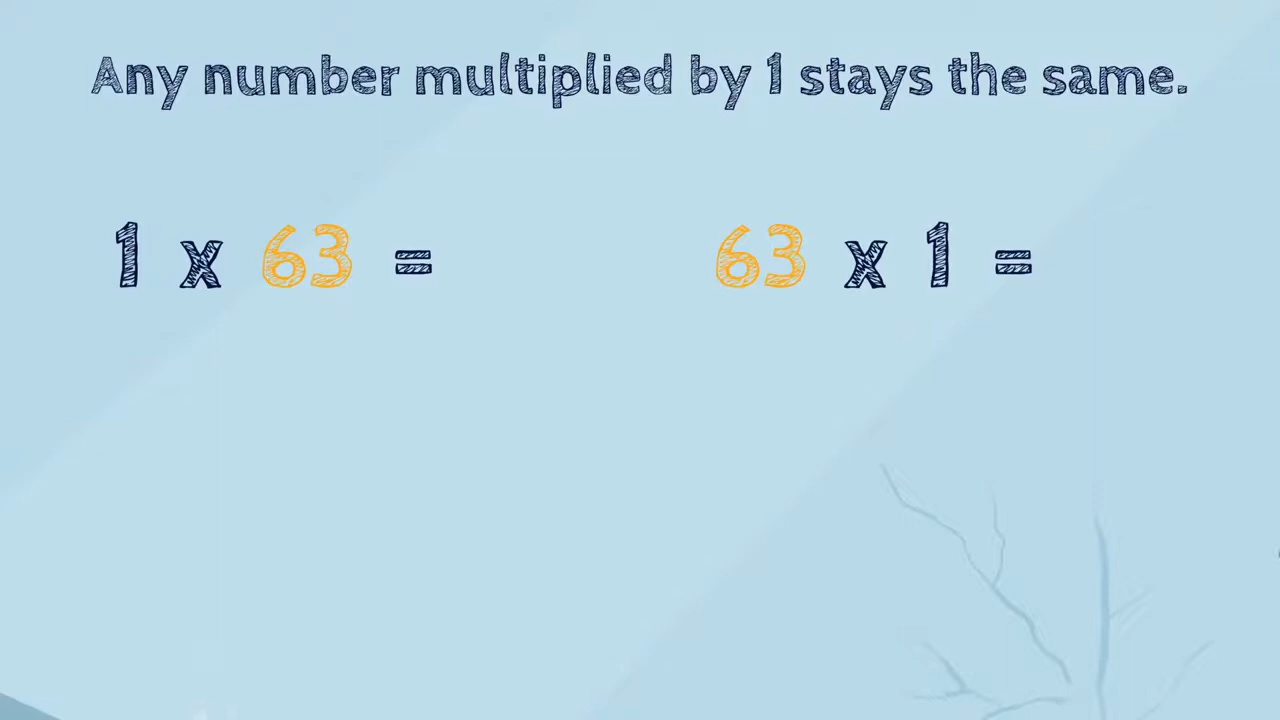 Any number multiplied by 1 stays the same.
1 x 63 =
63 x 1 =